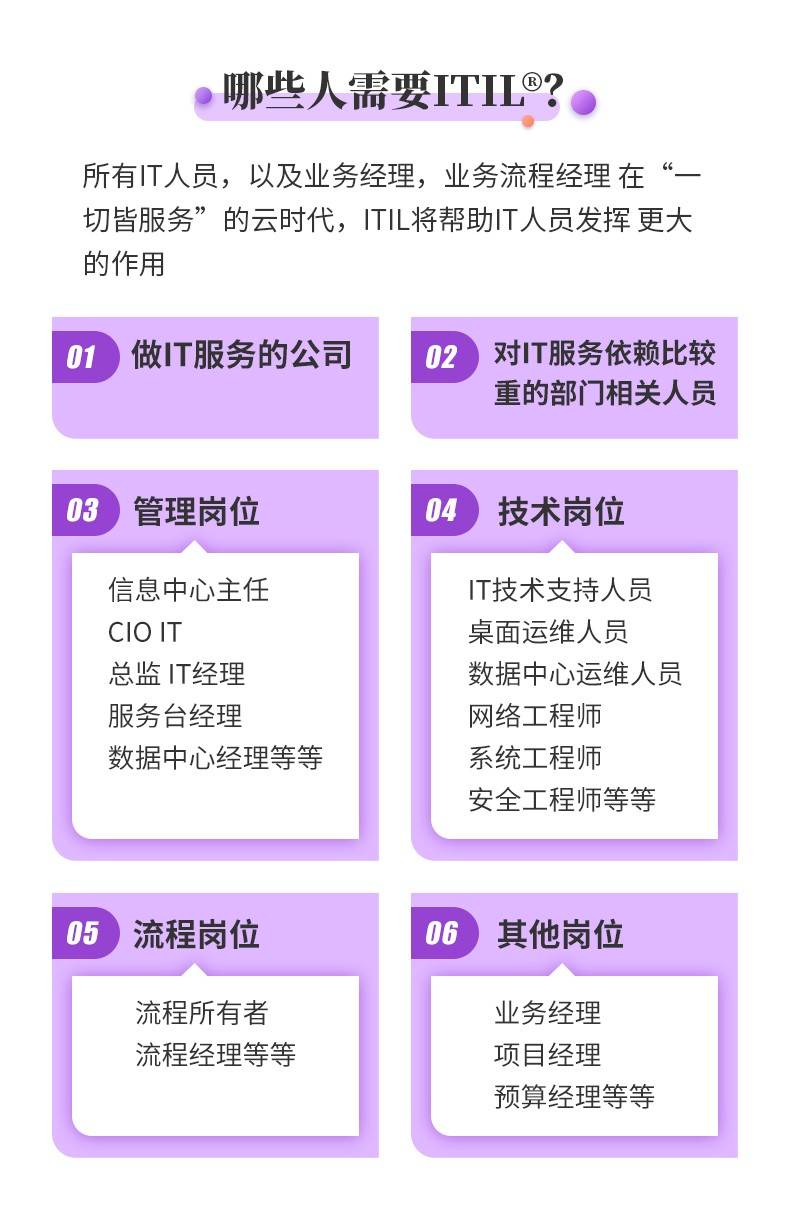 哪些人需要ITIL®?
所有IT人员，以及业务经理，业务流程经理 在“一
切皆服务”的云时代，ITIL将帮助IT人员发挥 更大
的作用
01 做IT服务的公司
02 对IT服务依赖比较
重的部门相关人员
03 管理岗位
信息中心主任
CIO IT
总监 IT经理
服务台经理
数据中心经理等等
04 技术岗位
IT技术支持人员
桌面运维人员
数据中心运维人员
网络工程师
系统工程师
安全工程师等等
05 流程岗位
流程所有者
流程经理等等
06 其他岗位
业务经理
项目经理
预算经理等等